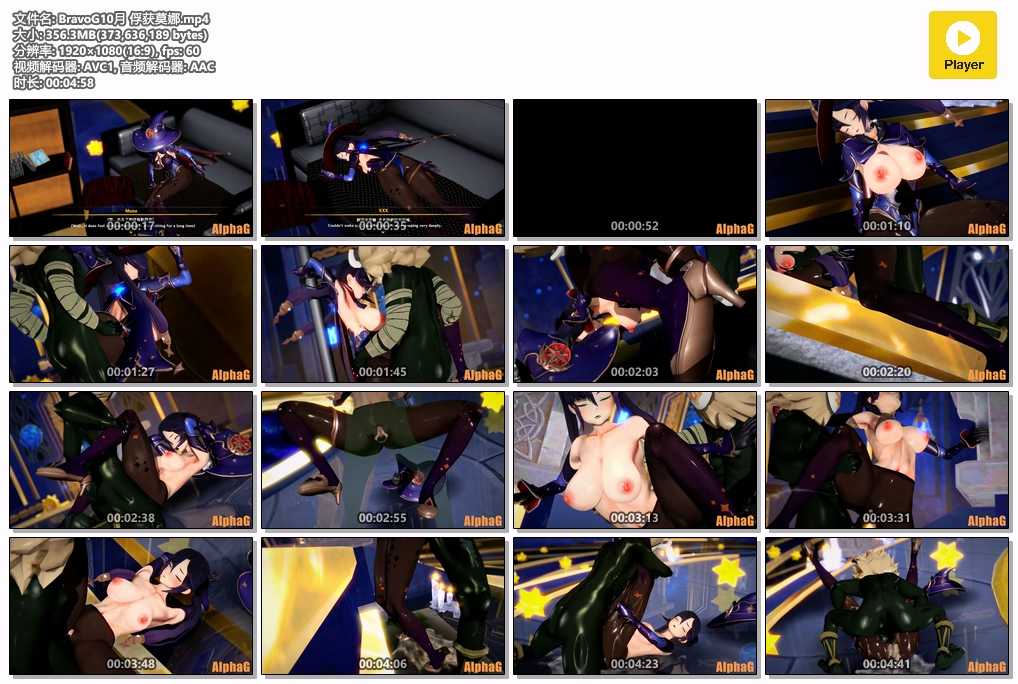 文件名: BravoG10月 俘获莫娜.mp4
大小: 356.3MB(373,636,189 bytes)
分辨率: 1920×1080(16:9), fps: 60
视频解码器: AVC1, 音频解码器: AAC
时长: 00:04:58
Player
Mona
00:00:17
AlphaG
XXX
00:00:35
AlphaG
00:00:52
AlphaG
00:01:10
AlphaG
00:01:27
AlphaG
00:01:45
AlphaG
00:02:03
AlphaG
00:02:20
AlphaG
00:02:38
AlphaG
00:02:55
AlphaG
00:03:13
AlphaG
00:03:31
AlphaG
00:03:48
AlphaG
00:04:06
AlphaG
00:04:23
AlphaG
00:04:41
AlphaG